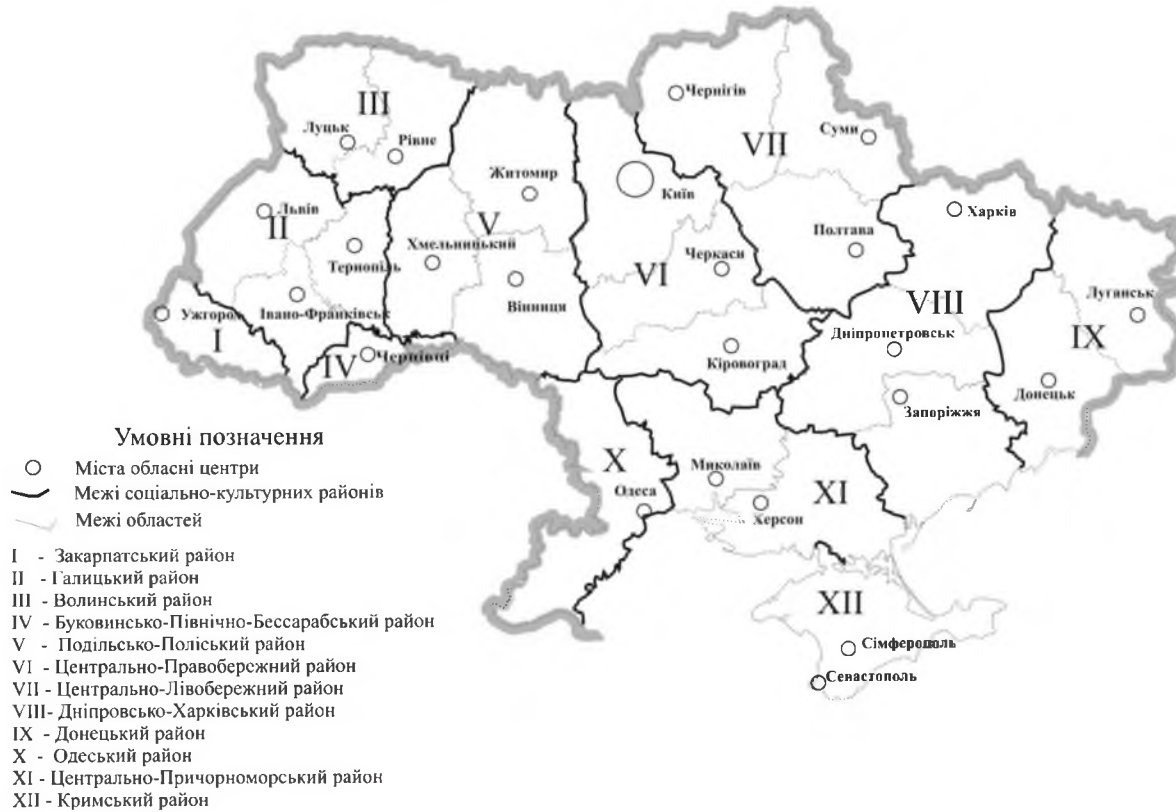 Чернігів
III
Суми
Луцьк
Рівне
VII
Житомир
Київ
Львів
Харків
II
V
Хмельницький
Полтава
Тернопіль
Черкаси
VI
Луганськ
Ужгород
Івано-Франківськ
Вінниця
VIII
I
Дніпропетровськ
IX
IV
Чернівці
Кіровоград
Донецьк
Запоріжжя
Умовні позначення
Міста обласні центри
Межі соціально-культурних районів
Межі областей
X
Миколаїв
Одеса
XI
Херсон
I - Закарпатський район
II - Галицький район
III - Волинський район
IV - Буковинсько-Північно-Бессарабський район
V - Подільсько-Поліський район
VI - Центрально-Правобережний район
VII - Центрально-Лівобережний район
VIII- Дніпровсько-Харківський район
IX - Донецький район
X - Одеський район
XI - Центрально-Причорноморський район
XII - Кримський район
XII
Сімферополь
Севастополь